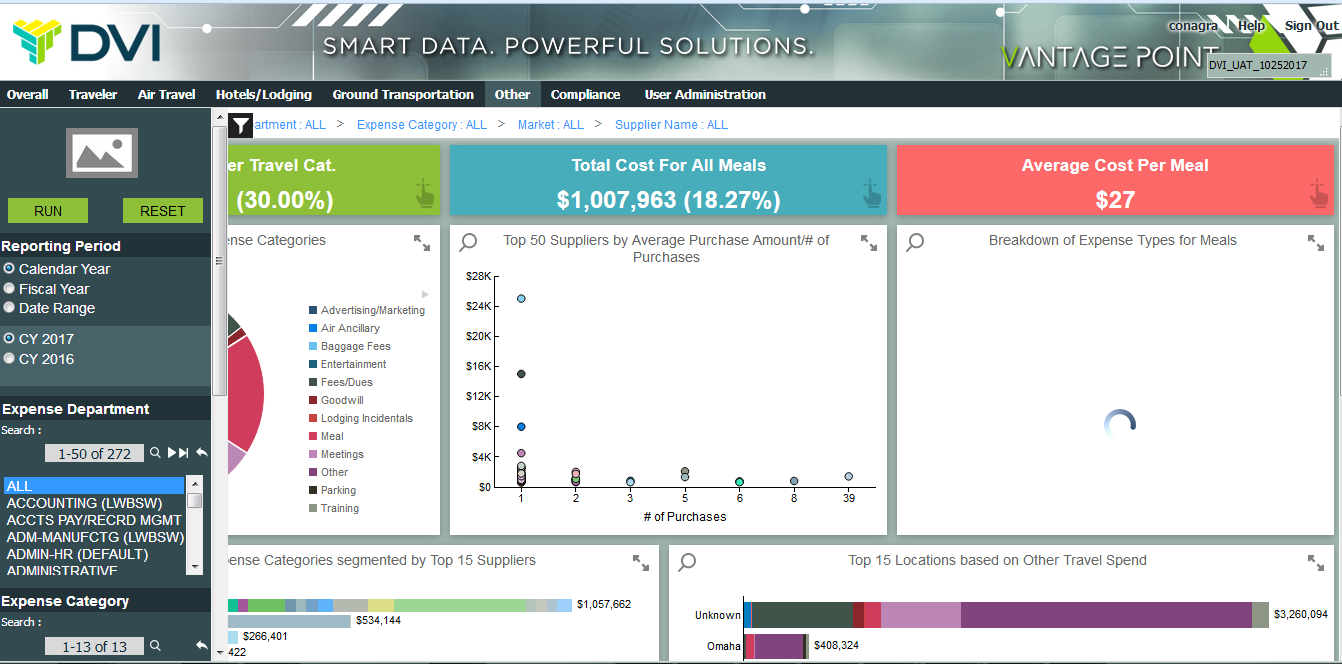 DVI
SMART DATA. POWERFUL SOLUTIONS.
conagra Help Sign Out
VANTAGE POINT
DVI_UAT_10252017
Overall Traveler Air Travel Hotels/Lodging Ground Transportation Other Compliance User Administration
artment : ALL > Expense Category : ALL > Market : ALL > Supplier Name : ALL
RUN RESET
Reporting Period
Calendar Year
Fiscal Year
Date Range
CY 2017
CY 2016
Expense Department
Search :
1-50 of 272
ALL
ACCOUNTING (LWBSW)
ACCTS PAY/RECRD MGMT
ADM-MANUFCTG (LWBSW)
ADMIN-HR (DEFAULT)
ADMINISTRATIVE
Expense Category
Search :
1-13 of 13
er Travel Cat.
(30.00%)
Total Cost For All Meals
$1,007,963 (18.27%)
Average Cost Per Meal
$27
ense Categories
Advertising/Marketing
Air Ancillary
Baggage Fees
Entertainment
Fees/Dues
Goodwill
Lodging Incidentals
Meal
Meetings
Other
Parking
Training
Top 50 Suppliers by Average Purchase Amount/# of
Purchases
$28K
$24K
$20K
$16K
$12K
$8K
$4K
$0
1 2 3 5 6 8 39
# of Purchases
Breakdown of Expense Types for Meals
ense Categories segmented by Top 15 Suppliers
$1,057,662
$534,144
$266,401
422
Top 15 Locations based on Other Travel Spend
Unknown $3,260,094
Omaha $408,324